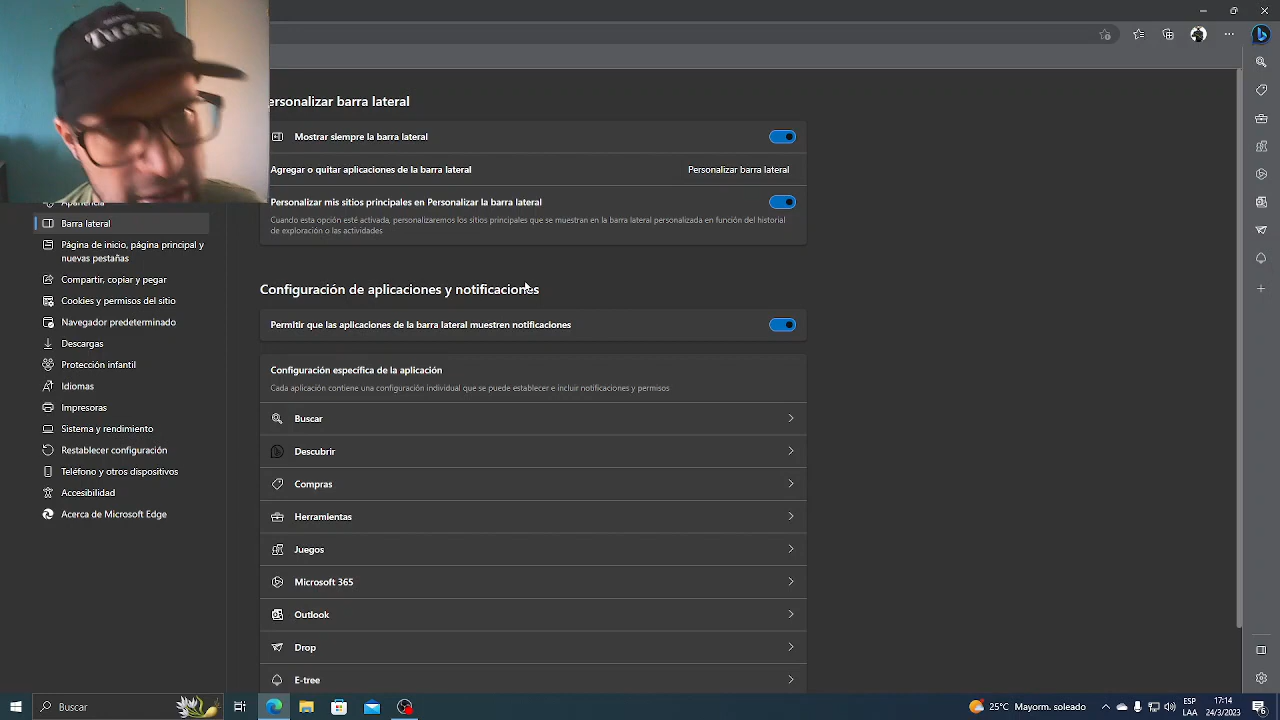 Tussy
Personalizar barra lateral
Mostrar siempre la barra lateral
Agregar o quitar aplicaciones de la barra lateral
Personalizar barra lateral
Personalizar mis sitios principales en Personalizar la barra lateral
Cuando esta opción esté activada, personalizaremos los sitios principales que se muestran en la barra lateral personalizada en función del historial
de exploración o las actividades
Apariencia
Barra lateral
Página de inicio, página principal y
nuevas pestañas
Compartir, copiar y pegar
Cookies y permisos del sitio
Navegador predeterminado
Descargas
Protección infantil
Idiomas
Impresoras
Sistema y rendimiento
Restablecer configuración
Teléfono y otros dispositivos
Accesibilidad
Acerca de Microsoft Edge
Configuración de aplicaciones y notificaciones
Permitir que las aplicaciones de la barra lateral muestren notificaciones
Configuración específica de la aplicación
Cada aplicación contiene una configuración individual que se puede establecer e incluir notificaciones y permisos
Buscar
Descubrir
Compras
Herramientas
Juegos
Microsoft 365
Outlook
Drop
E-tree
Buscar
25°C Mayorm. soleado
ESP
LAA
17:14
24/3/2023
6